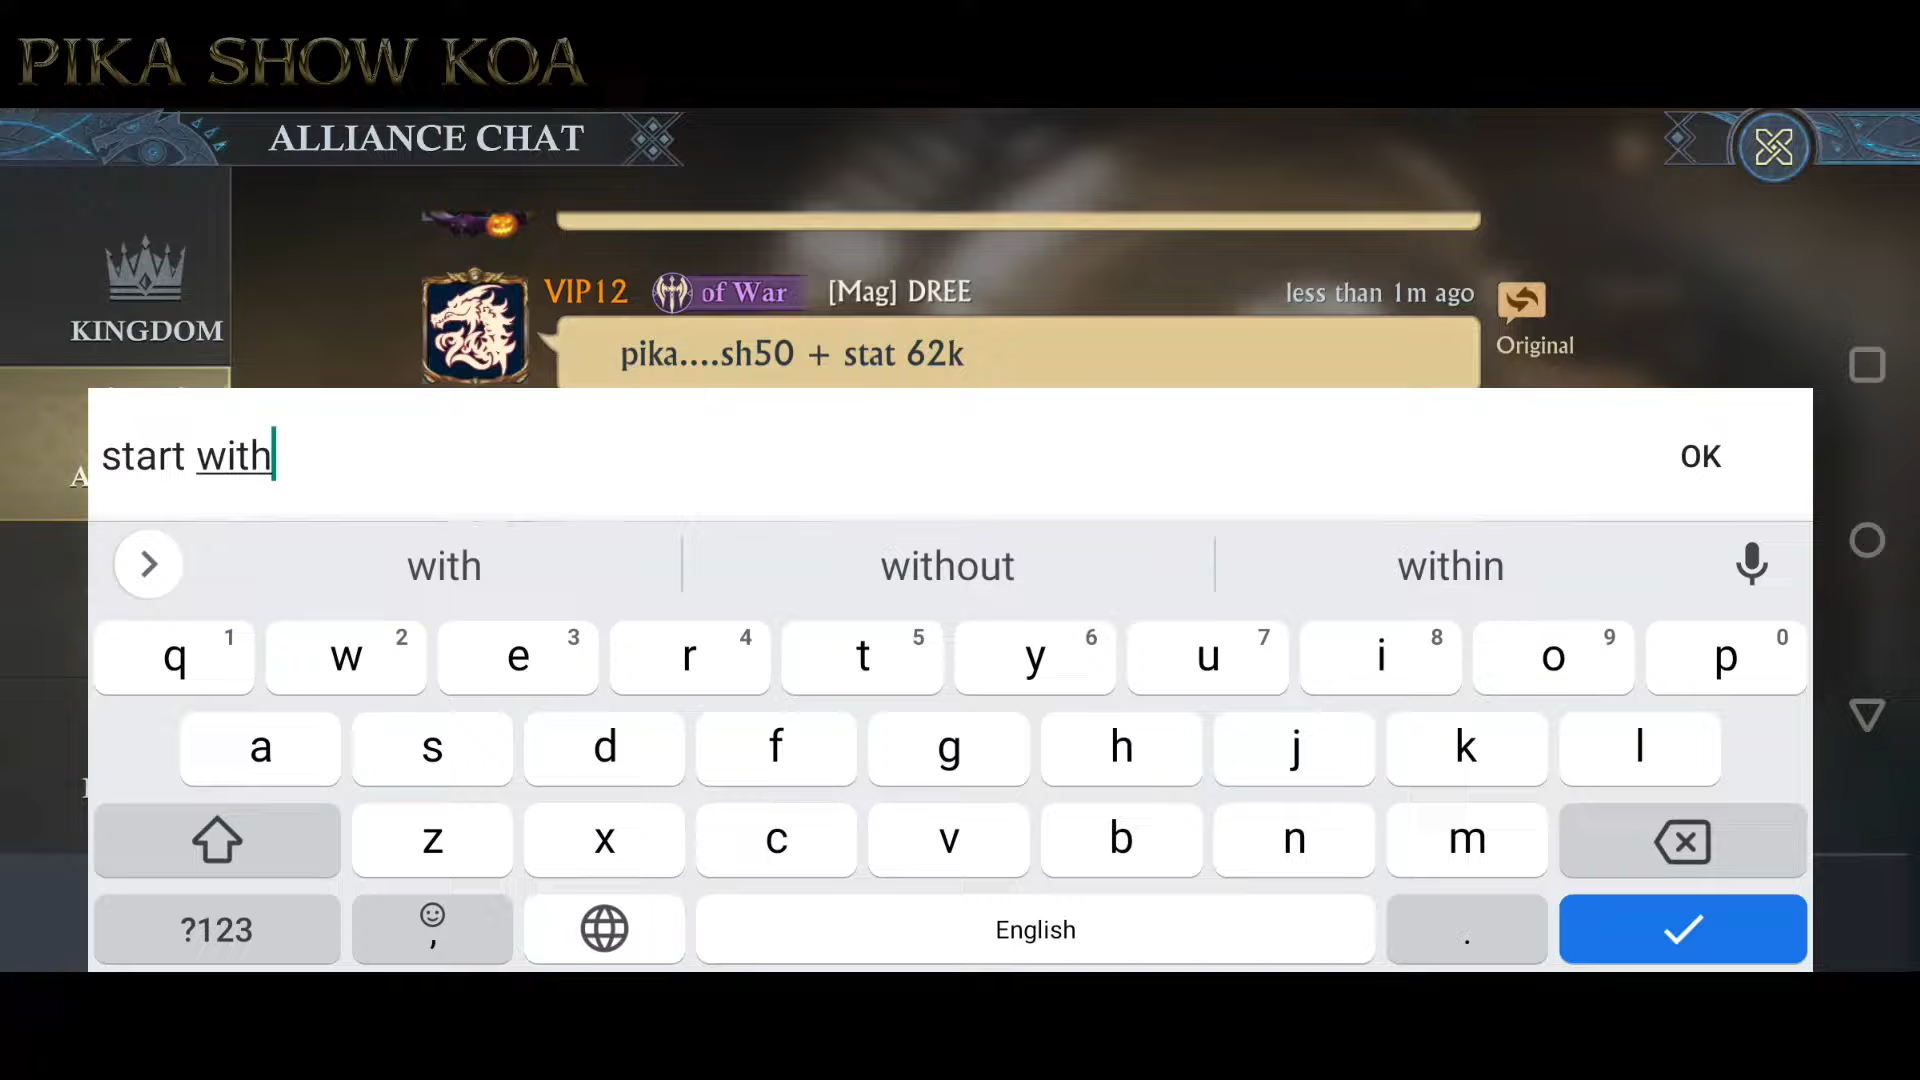 PIKA SHOW KOA
ALLIANCE CHAT
KINGDOM
VIP12 of War [Mag] DREE less than 1m ago
Original
pika....sh50 + stat 62k
A
start with
OK
with without within
q 1 w 2 e 3 r 4 t 5 y 6 u 7 i 8 o 9 p 0
a s d f g h j k l
z x c v b n m
?123 , English .